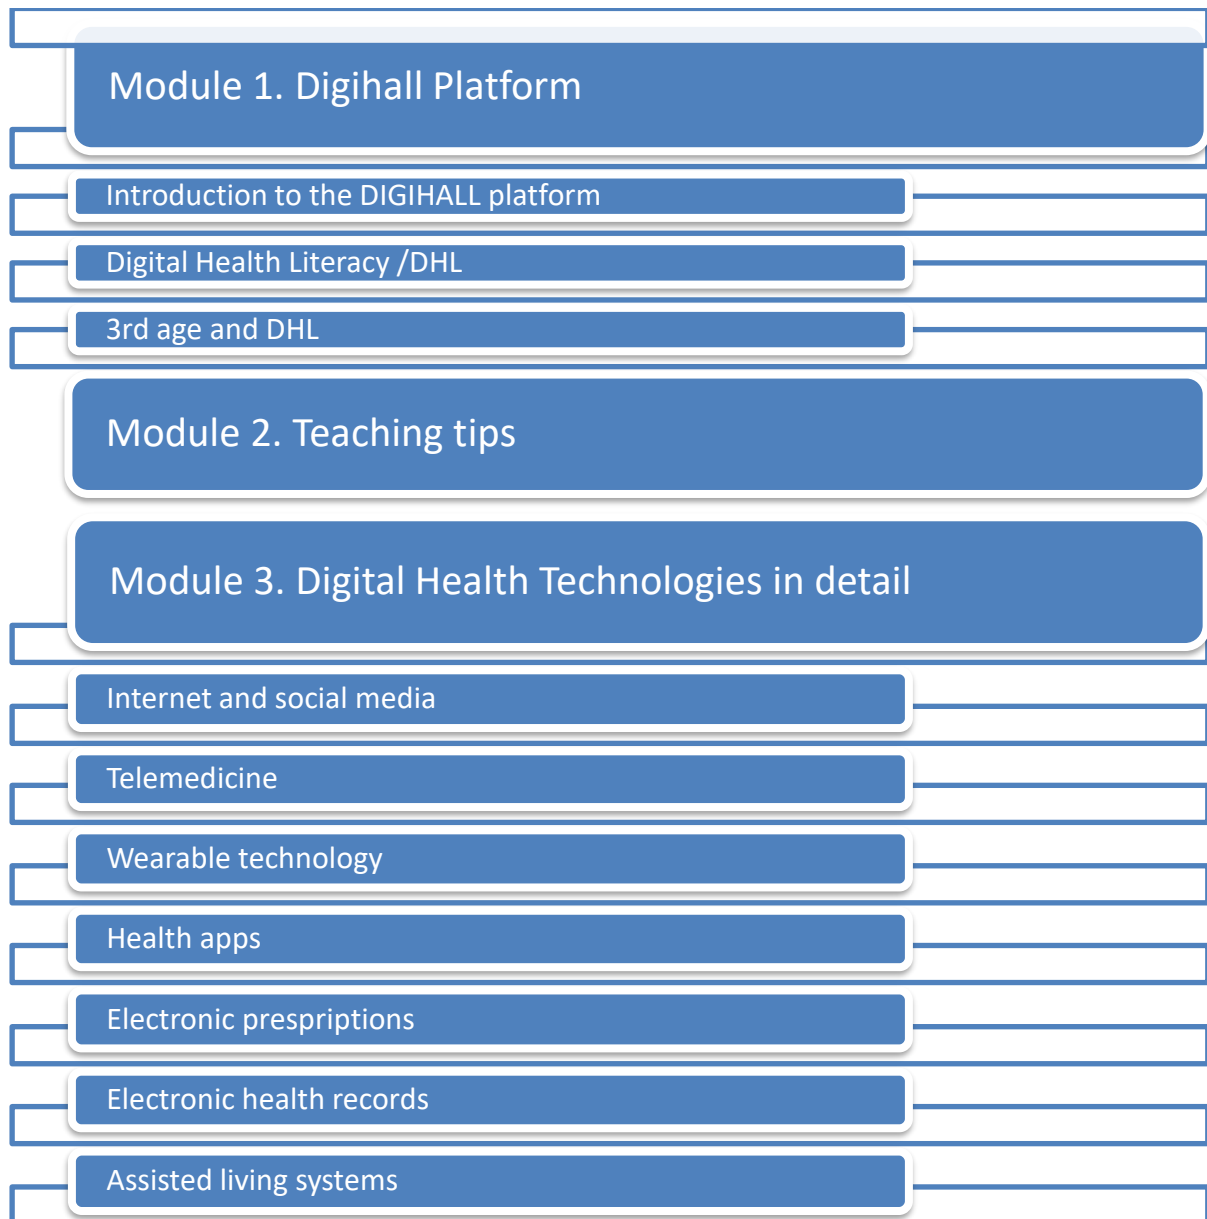 Module 1. Digihall Platform
Introduction to the DIGIHALL platform
Digital Health Literacy /DHL
3rd age and DHL
Module 2. Teaching tips
Module 3. Digital Health Technologies in detail
Internet and social media
Telemedicine
Wearable technology
Health apps
Electronic prespriptions
Electronic health records
Assisted living systems